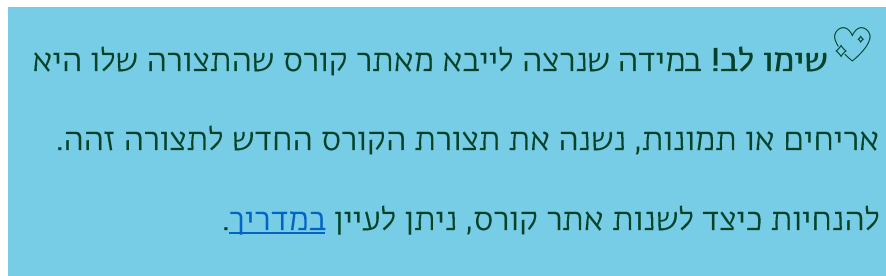 שימו לב! במידה שנרצה לייבא מאתר קורס שהתצורה שלו היא
אריחים או תמונות, נשנה את תצורת הקורס החדש לתצורה זהה.
להנחיות כיצד לשנות אתר קורס, ניתן לעיין במדריך.